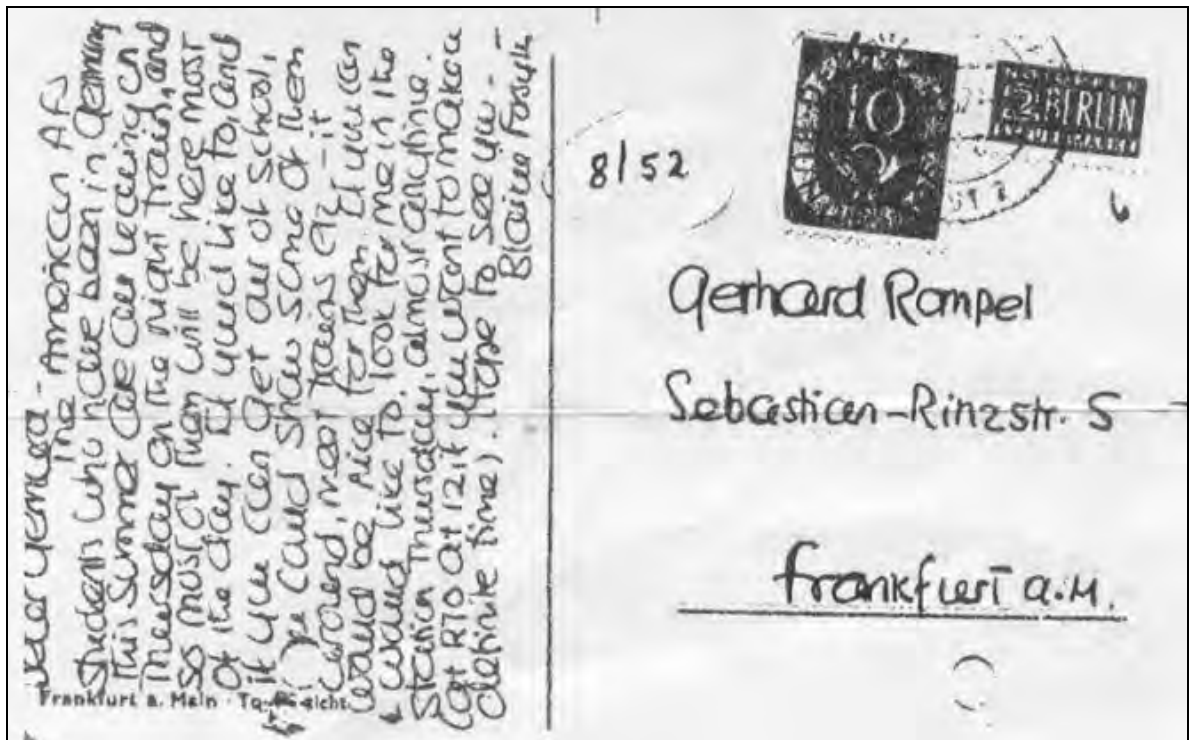 Dear Gerhard -
The American AFS
students who have been in Germany
this summer are all leaving on
Thursday on the night trains, and
so most of them will be here most
of the day. If you'd like to, and
if you can get out of school,
you could show some of them
around, meet trains etc - it
would be nice for them if you can
& would like to. Look for me in the
station Thursday, almost anytime.
(at RTO at 12 if you want to make a
definite time). Hope to see you -
Frankfurt a. Main
8/52
10
2 BERLIN
Gerhard Rempel
Sebastian-Rinzstr. 5
Frankfurt a.M.